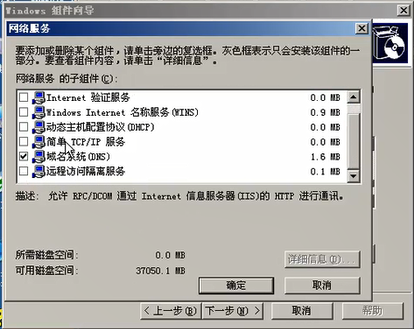 Windows 组件向导
网络服务
要添加或删除某个组件,请单击旁边的复选框。灰色框表示只会安装该组件的一
部分。要查看组件内容,请单击“详细信息”。
网络服务 的子组件(C):
Internet 验证服务 0.0 MB
Windows Internet 名称服务(WINS) 0.9 MB
动态主机配置协议(DHCP) 0.0 MB
简单 TCP/IP 服务 0.0 MB
域名系统(DNS) 1.6 MB
远程访问隔离服务 0.1 MB
描述: 允许 RPC/DCOM 通过 Internet 信息服务器(IIS)的 HTTP 进行通讯。
所需磁盘空间: 0.0 MB
可用磁盘空间: 37050.1 MB
详细信息(D)...
确定 取消
< 上一步(B) 下一步(N) > 取消 帮助